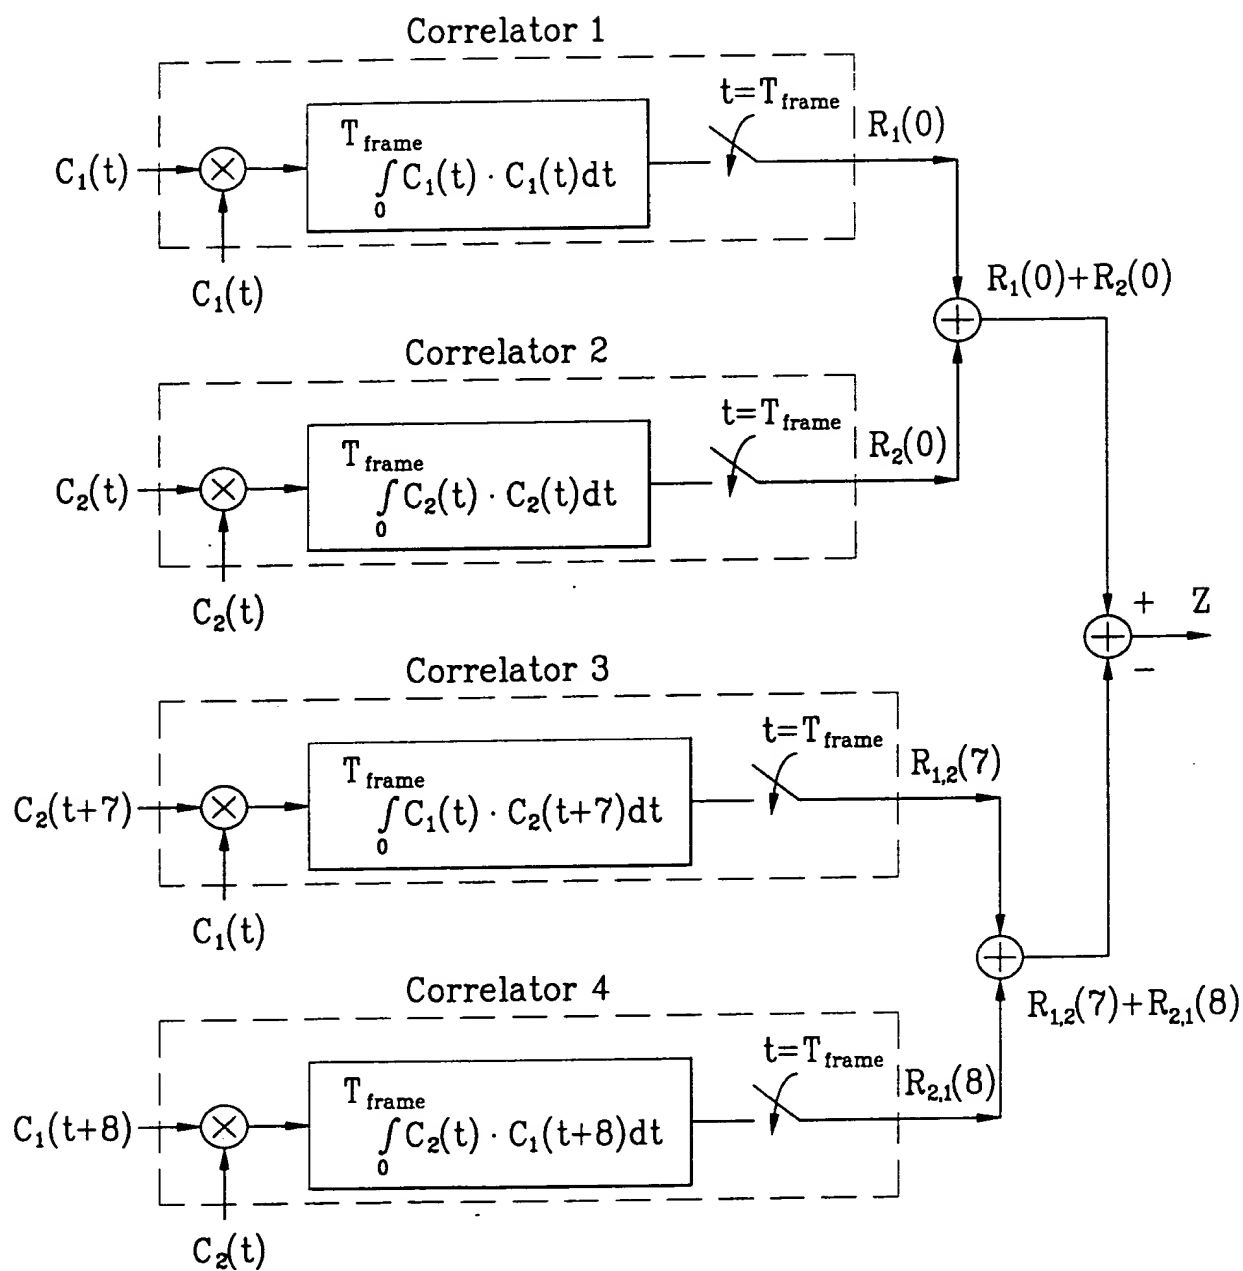 Correlator 1
t=T_frame
R₁(0)
T_frame
C₁(t)
∫₀ C₁(t) · C₁(t)dt
C₁(t)
R₁(0)+R₂(0)
Correlator 2
t=T_frame
R₂(0)
T_frame
C₂(t)
∫₀ C₂(t) · C₂(t)dt
C₂(t)
+
Z
−
Correlator 3
t=T_frame
R₁,₂(7)
T_frame
C₂(t+7)
∫₀ C₁(t) · C₂(t+7)dt
C₁(t)
Correlator 4
R₁,₂(7)+R₂,₁(8)
t=T_frame
R₂,₁(8)
T_frame
C₁(t+8)
∫₀ C₂(t) · C₁(t+8)dt
C₂(t)